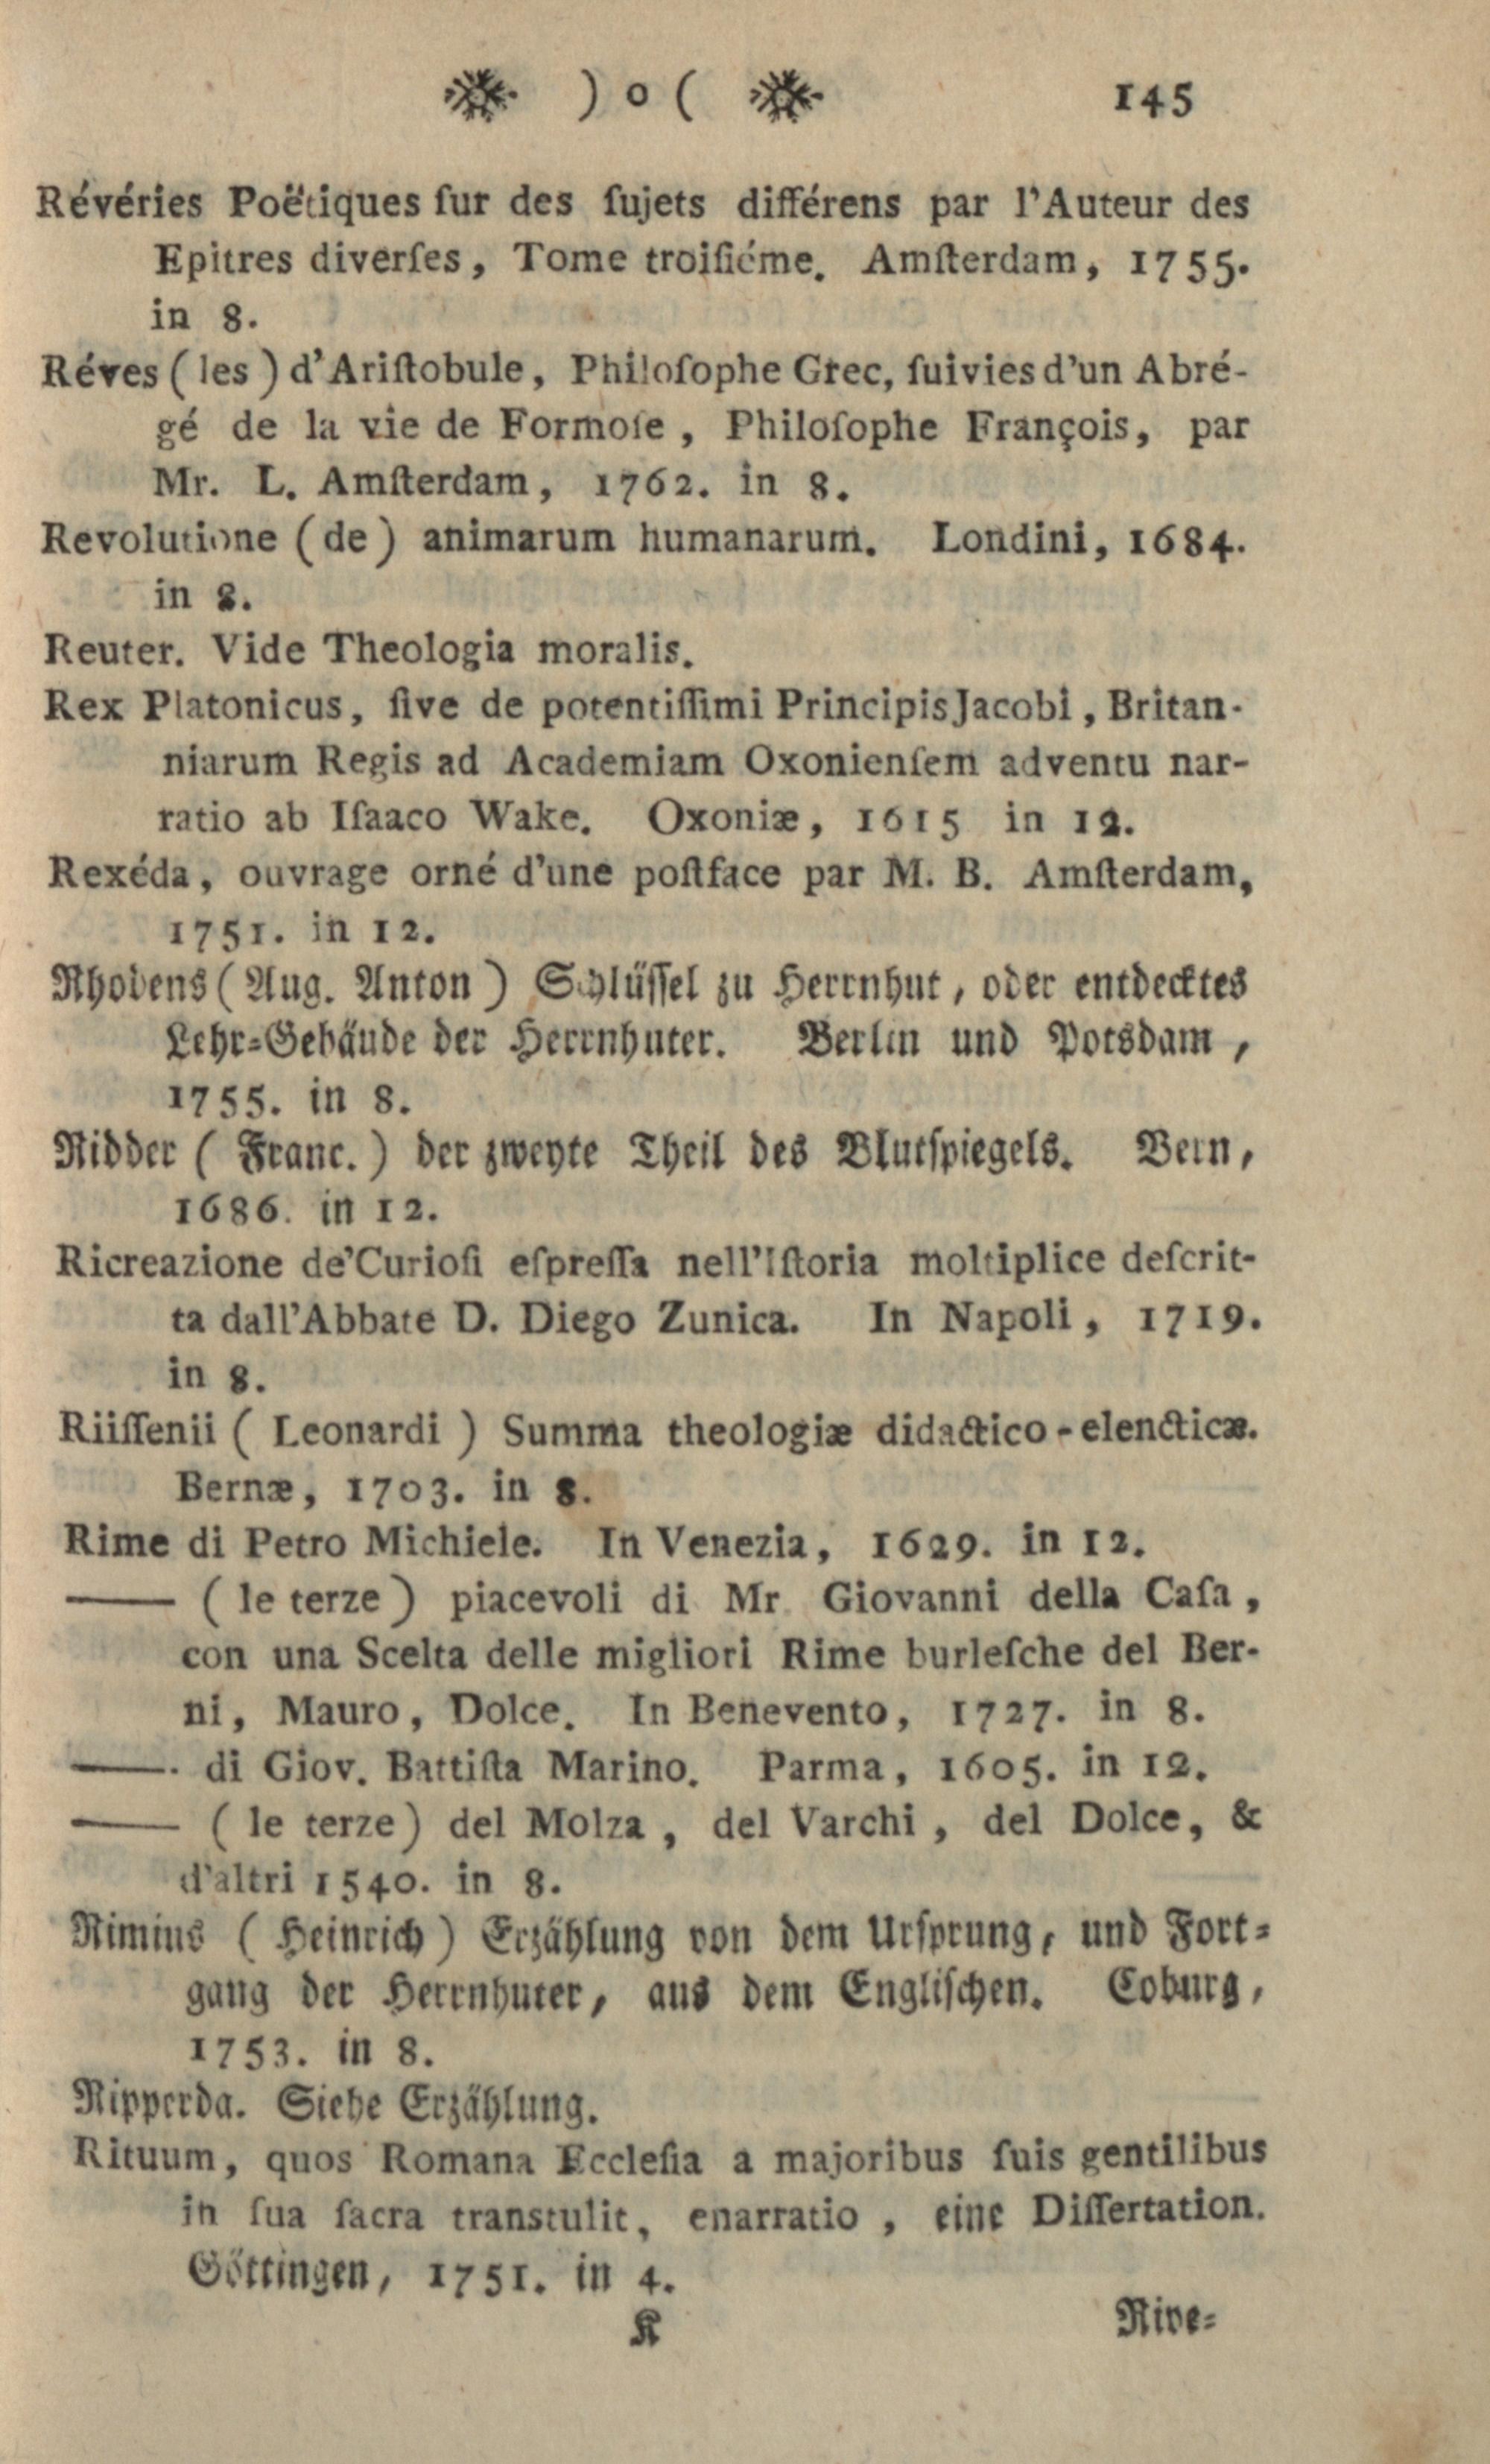 ) o ( 145
Révéries Poëtiques ſur des ſujets différens par l'Auteur des
Epitres diverſes, Tome troiſiéme. Amſterdam, 1755.
in 8.
Réves (les) d'Ariſtobule, Philoſophe Grec, ſuivies d'un Abré-
gé de la vie de Formoſe, Philoſophe François, par
Mr. L. Amſterdam, 1762. in 8.
Revolutione (de) animarum humanarum. Londini, 1684.
in 8.
Reuter. Vide Theologia moralis.
Rex Platonicus, ſive de potentiſſimi Principis Jacobi, Britan-
niarum Regis ad Academiam Oxonienſem adventu nar-
ratio ab Iſaaco Wake. Oxoniæ, 1615 in 12.
Rexéda, ouvrage orné d'une poſtface par M. B. Amſterdam,
1751. in 12.
Rhodens (Aug. Anton) Schlüſſel zu Herrnhut, oder entdecktes
Lehr-Gebäude der Herrnhuter. Berlin und Potsdam,
1755. in 8.
Ridder (Franc.) der zweyte Theil des Blutſpiegels. Bern,
1686. in 12.
Ricreazione de'Curioſi eſpreſſa nell'Iſtoria moltiplice deſcrit-
ta dall'Abbate D. Diego Zunica. In Napoli, 1719.
in 8.
Riiſſenii (Leonardi) Summa theologiæ didactico-elencticæ.
Bernæ, 1703. in 8.
Rime di Petro Michiele. In Venezia, 1629. in 12.
—— (le terze) piacevoli di Mr Giovanni della Caſa,
con una Scelta delle migliori Rime burleſche del Ber-
ni, Mauro, Dolce. In Benevento, 1727. in 8.
——. di Giov. Battiſta Marino. Parma, 1605. in 12.
—— (le terze) del Molza, del Varchi, del Dolce, &
d'altri 1540. in 8.
Rimius (Heinrich) Erzählung von dem Urſprung, und Fort-
gang der Herrnhuter, aus dem Engliſchen. Coburg,
1753. in 8.
Ripperda. Siehe Erzählung.
Rituum, quos Romana Eccleſia a majoribus ſuis gentilibus
in ſua ſacra transtulit, enarratio, eine Diſſertation.
Göttingen, 1751. in 4.
K Rive-